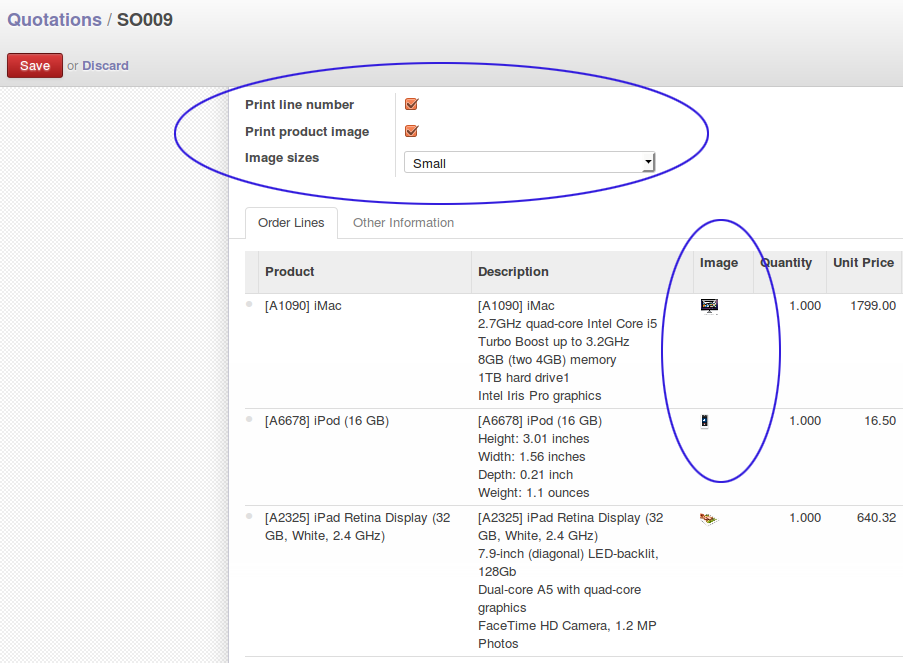 Quotations / SO009
Save or Discard
Print line number
Print product image
Image sizes Small
Order Lines Other Information
Product Description Image Quantity Unit Price
[A1090] iMac [A1090] iMac 1.000 1799.00
2.7GHz quad-core Intel Core i5
Turbo Boost up to 3.2GHz
8GB (two 4GB) memory
1TB hard drive1
Intel Iris Pro graphics
[A6678] iPod (16 GB) [A6678] iPod (16 GB) 1.000 16.50
Height: 3.01 inches
Width: 1.56 inches
Depth: 0.21 inch
Weight: 1.1 ounces
[A2325] iPad Retina Display (32 [A2325] iPad Retina Display (32 1.000 640.32
GB, White, 2.4 GHz) GB, White, 2.4 GHz)
7.9-inch (diagonal) LED-backlit,
128Gb
Dual-core A5 with quad-core
graphics
FaceTime HD Camera, 1.2 MP
Photos